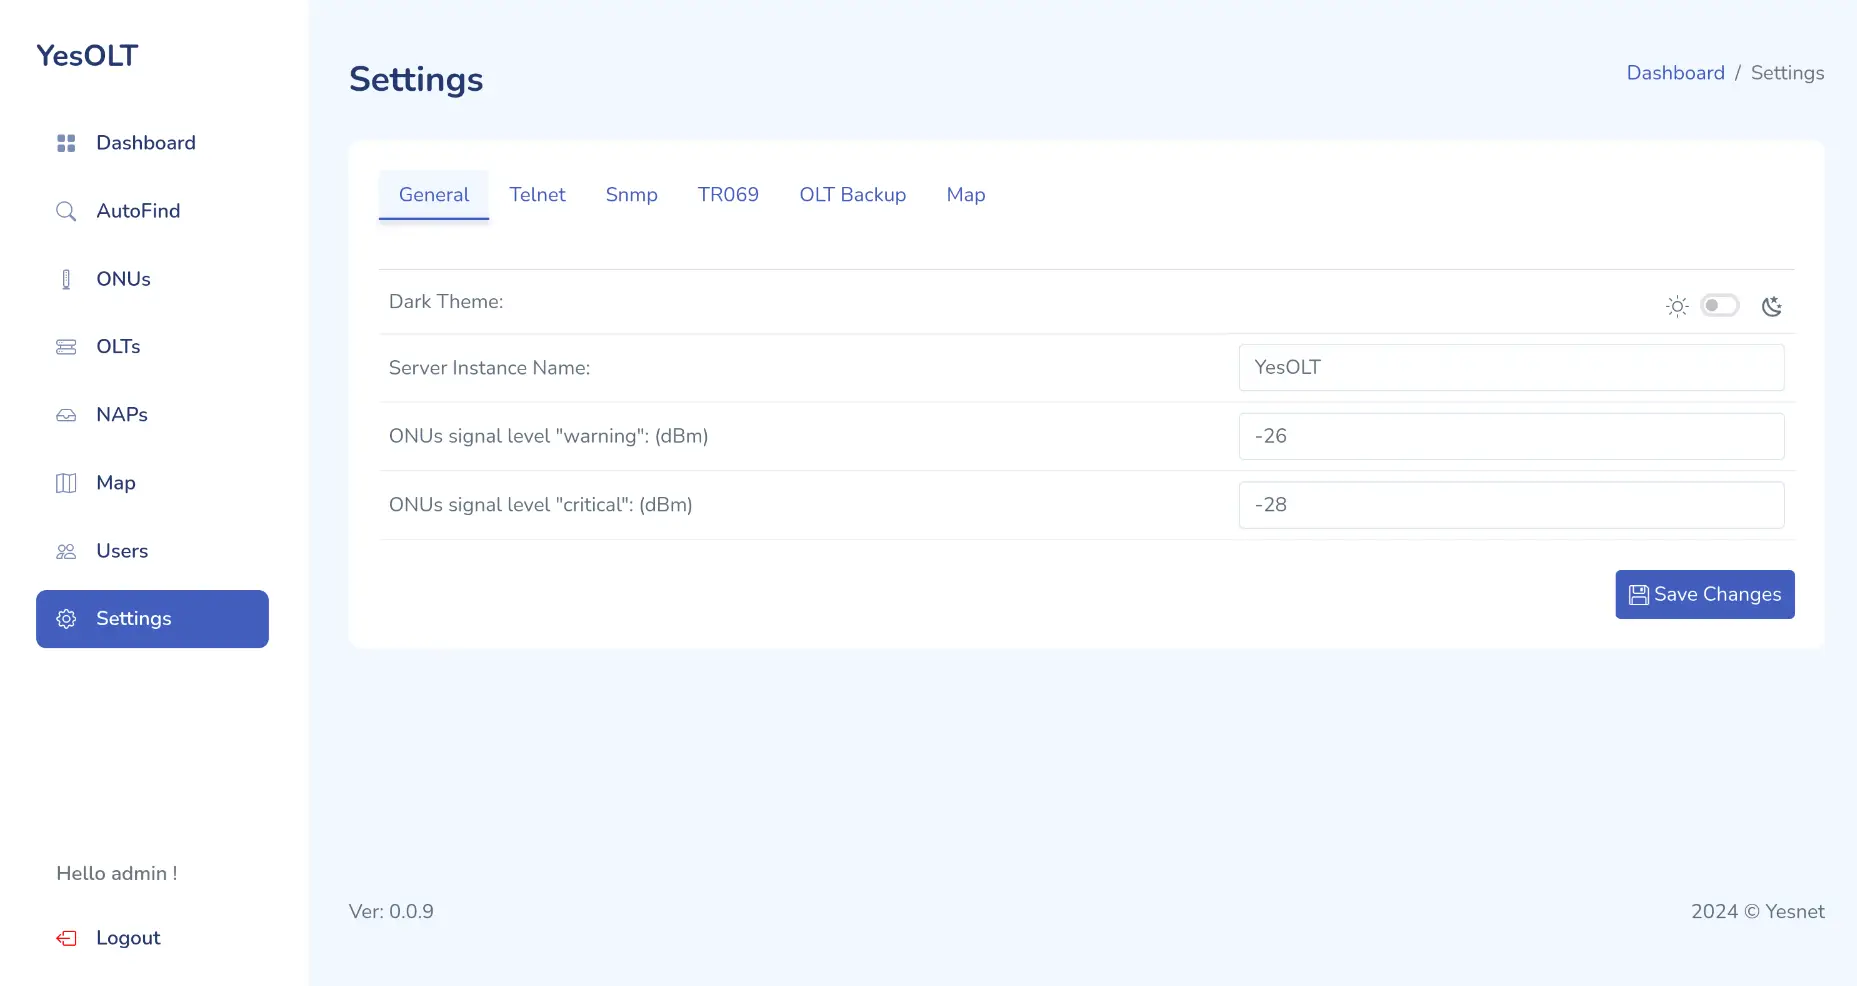 YesOLT
Dashboard
AutoFind
ONUs
OLTs
NAPs
Map
Users
Settings
Hello admin !
Logout
Settings
Dashboard / Settings
General Telnet Snmp TR069 OLT Backup Map
Dark Theme:
Server Instance Name: YesOLT
ONUs signal level "warning": (dBm) -26
ONUs signal level "critical": (dBm) -28
Save Changes
Ver: 0.0.9
2024 © Yesnet